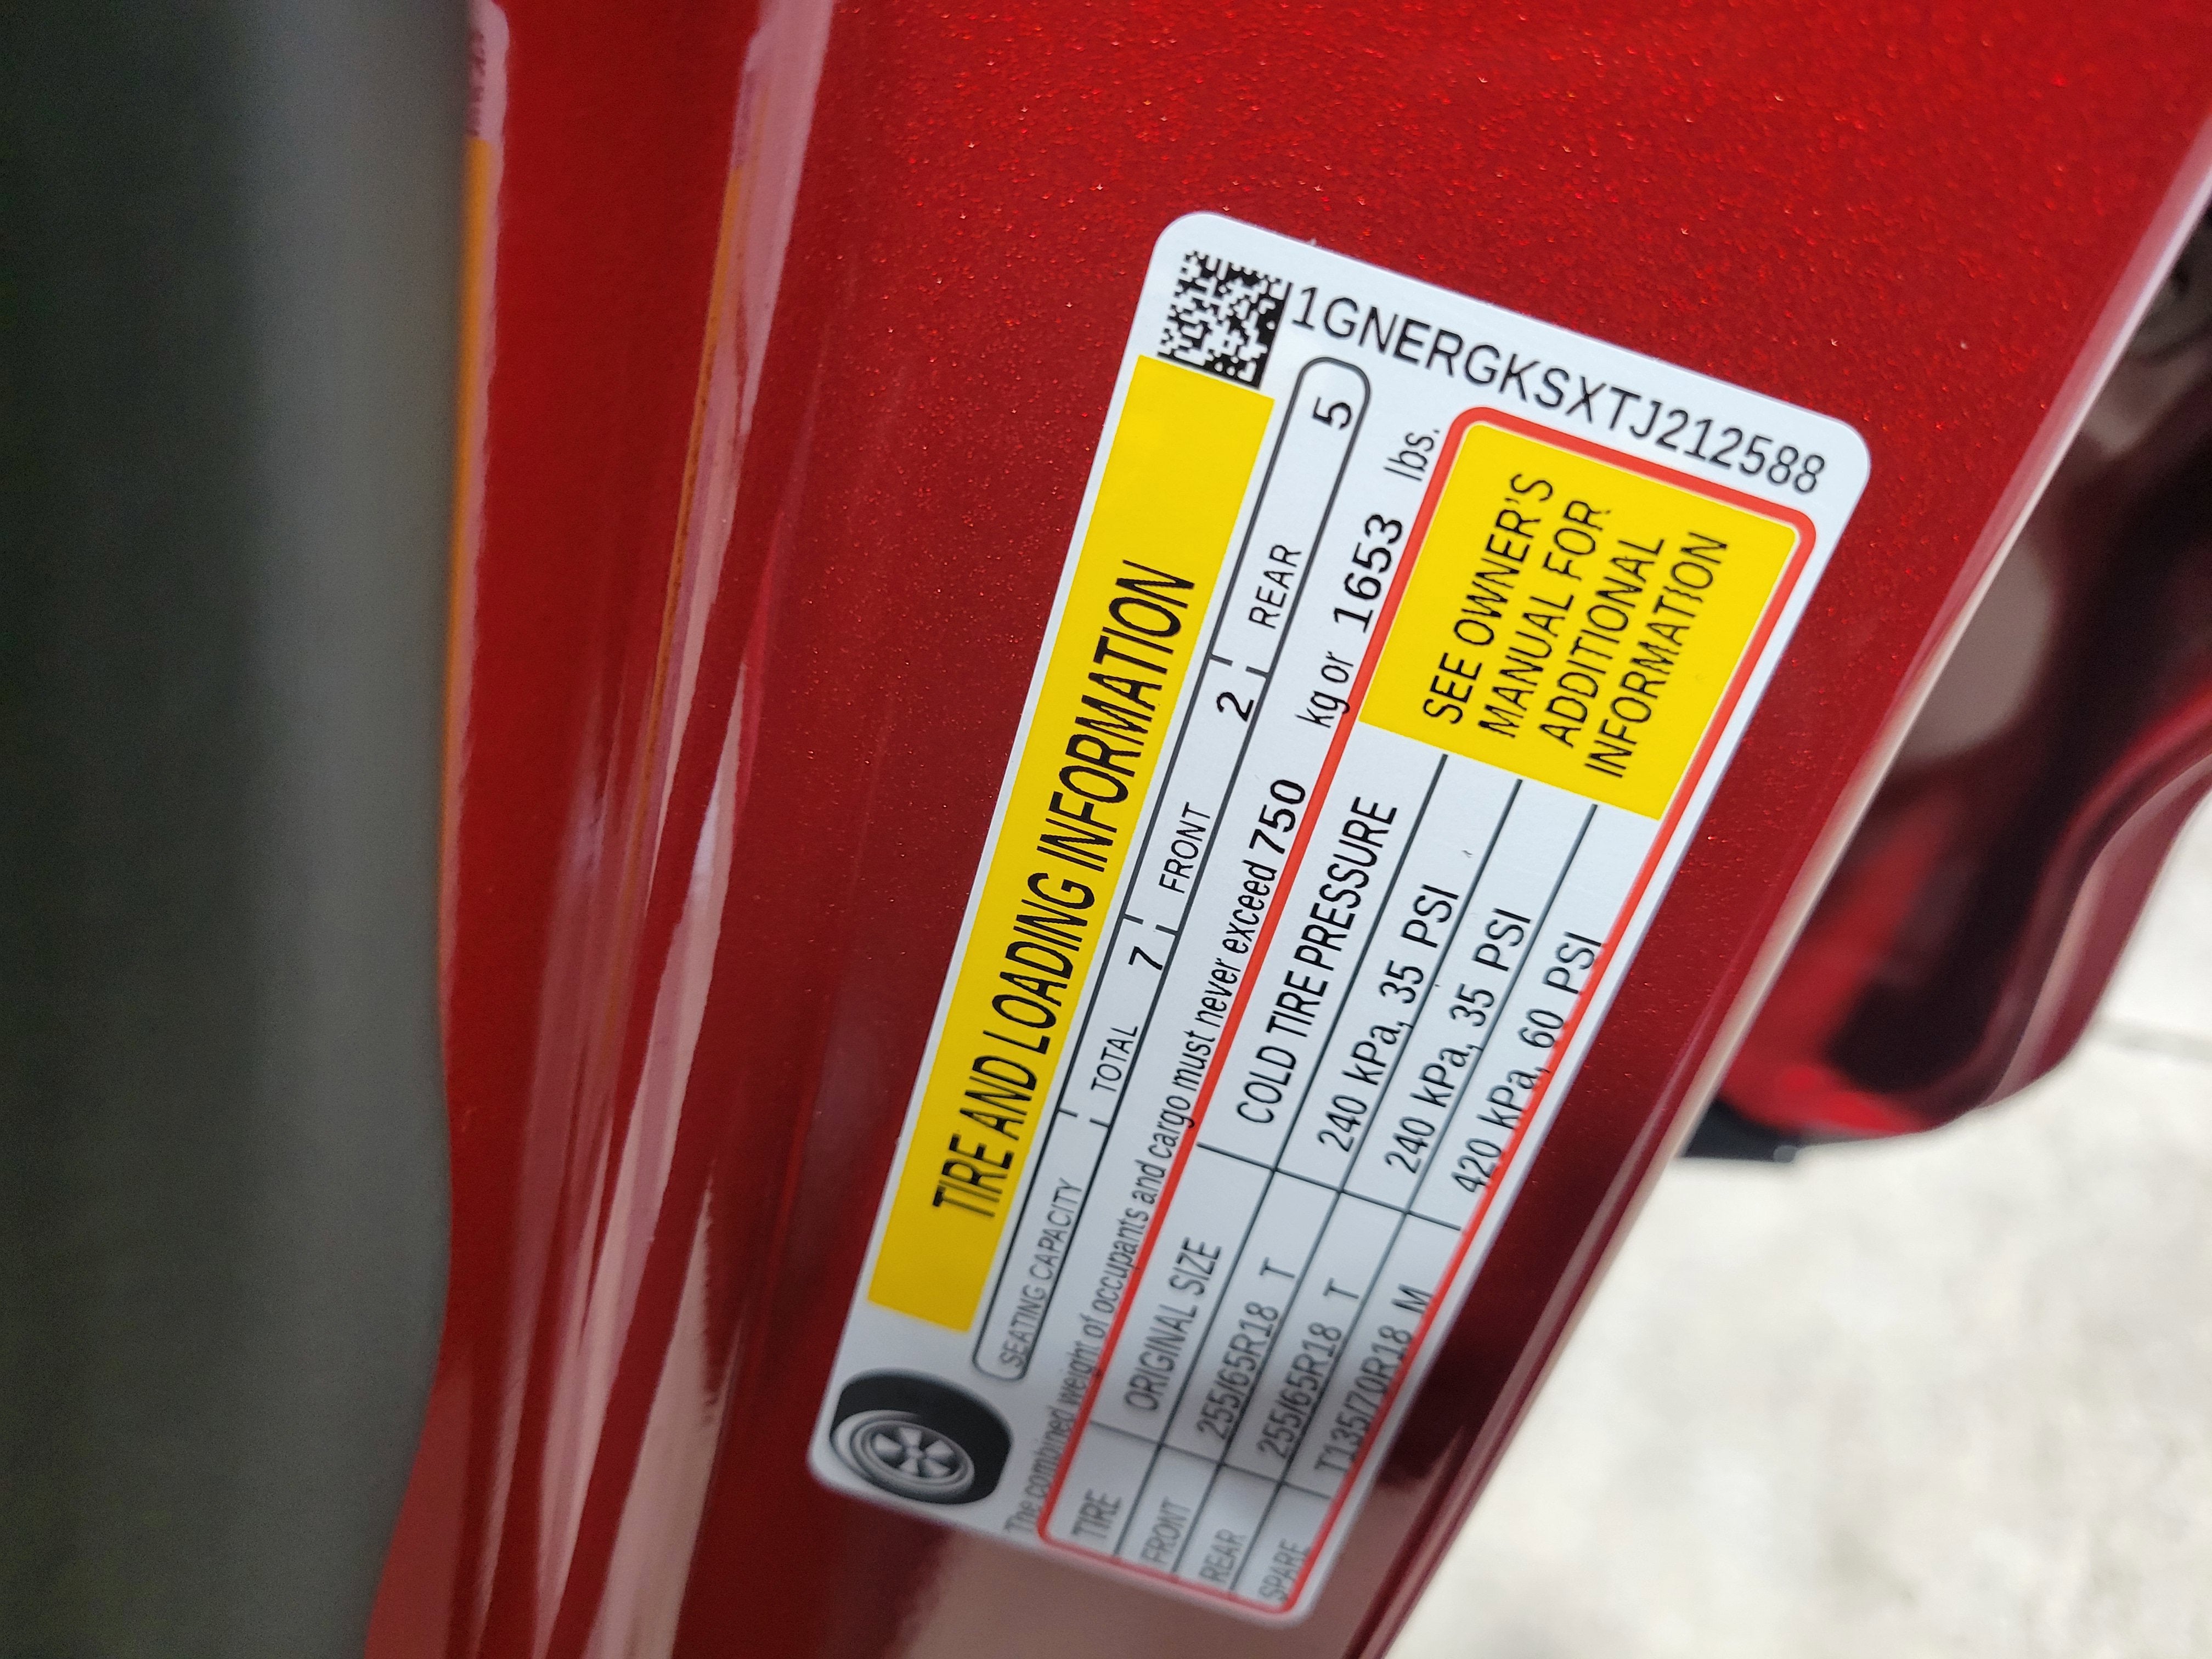 1GNERGKSXTJ212588
TIRE AND LOADING INFORMATION
SEATING CAPACITY TOTAL 7 FRONT 2 REAR 5
The combined weight of occupants and cargo must never exceed 750 kg or 1653 lbs.
TIRE ORIGINAL SIZE COLD TIRE PRESSURE
FRONT 255/65R18 T 240 kPa, 35 PSI
REAR 255/65R18 T 240 kPa, 35 PSI
SPARE T135/70R18 M 420 kPa, 60 PSI
SEE OWNER'S
MANUAL FOR
ADDITIONAL
INFORMATION